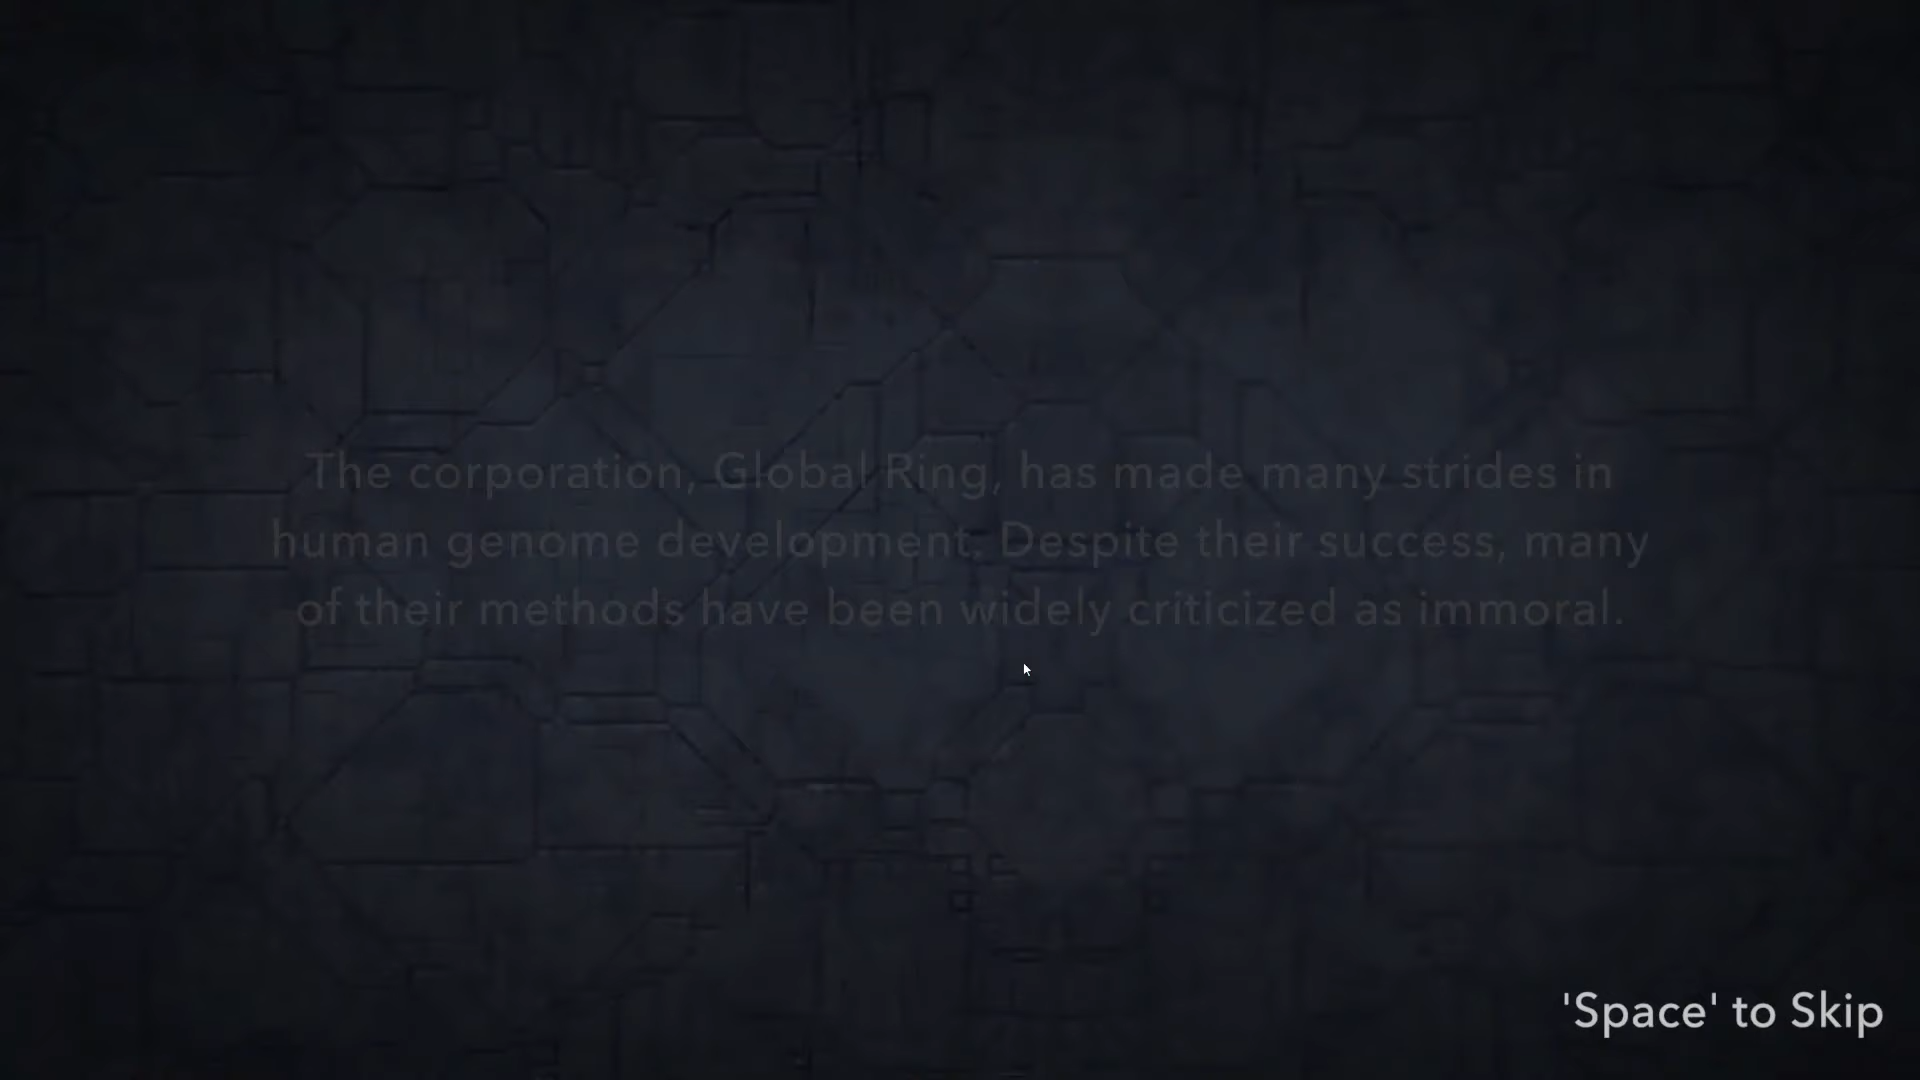 The corporation, Global Ring, has made many strides in
human genome development. Despite their success, many
of their methods have been widely criticized as immoral.
'Space' to Skip